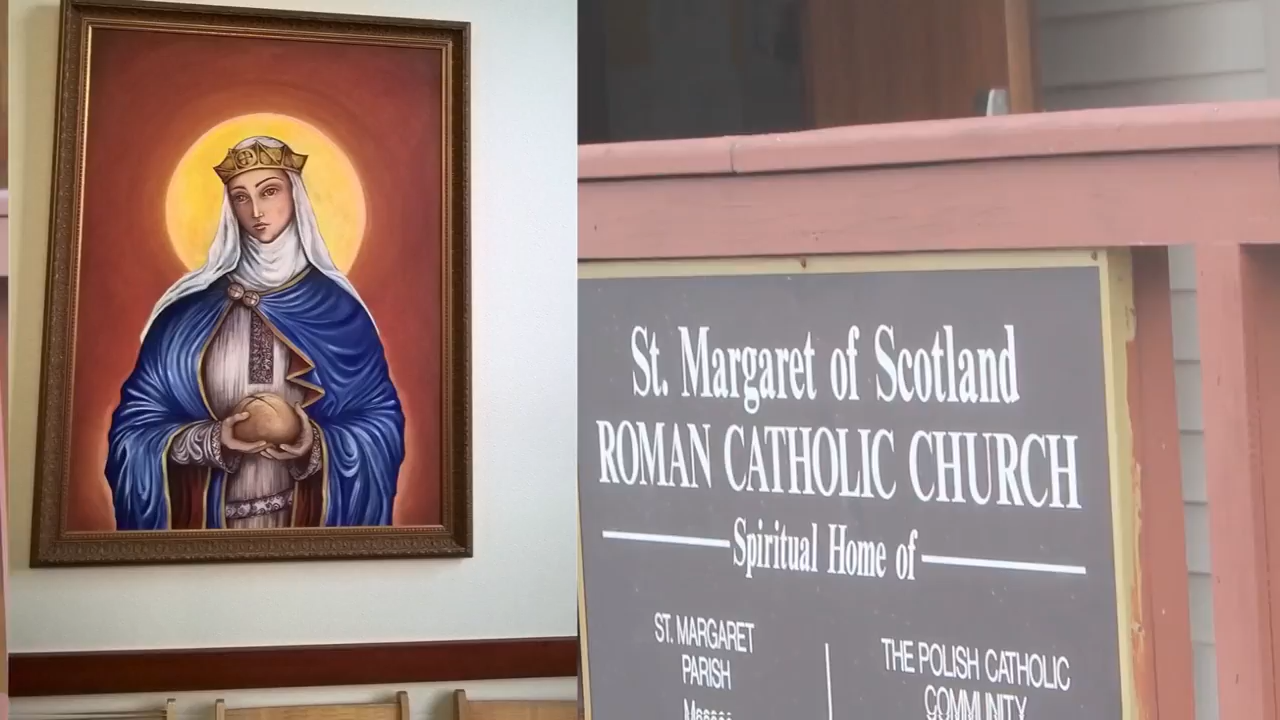 St. Margaret of Scotland
ROMAN CATHOLIC CHURCH
Spiritual Home of
ST. MARGARET
PARISH
THE POLISH CATHOLIC
COMMUNITY